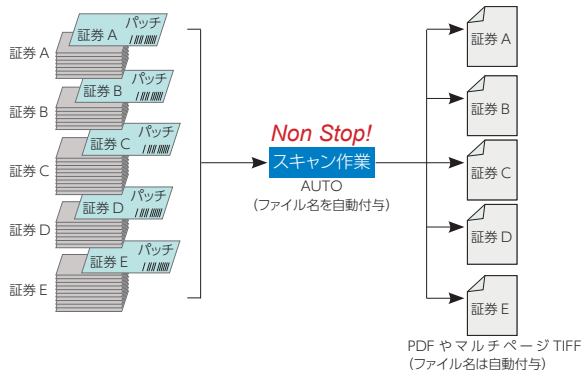 パッチ
証券 A
証券 A
パッチ
証券 B
証券 B
パッチ
証券 C
証券 C
パッチ
証券 D
証券 D
パッチ
証券 E
証券 E
Non Stop!
スキャン作業
AUTO
(ファイル名を自動付与)
証券 A
証券 B
証券 C
証券 D
証券 E
PDF やマルチページ TIFF
(ファイル名は自動付与)